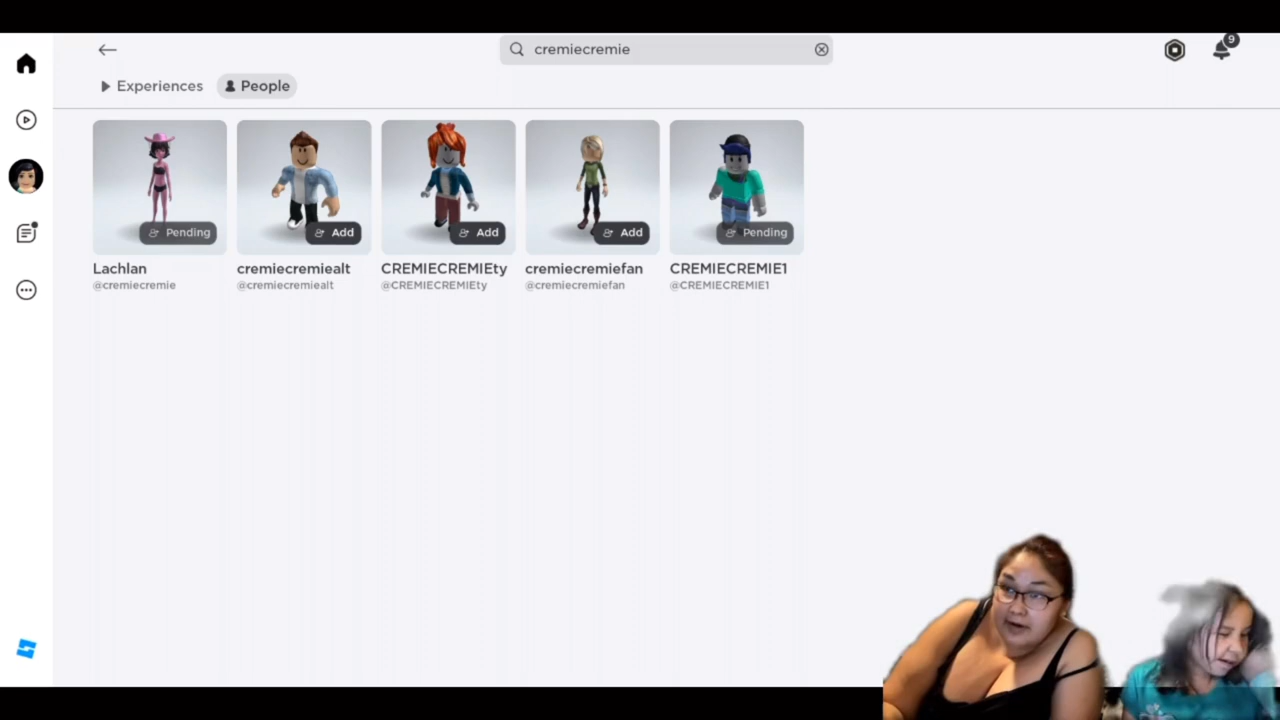 cremiecremie
9
Experiences
People
Pending
Add
Add
Add
Pending
Lachlan
cremiecremiealt
CREMIECREMIEty
cremiecremiefan
CREMIECREMIE1
@cremiecremie
@cremiecremiealt
@CREMIECREMIEty
@cremiecremiefan
@CREMIECREMIE1